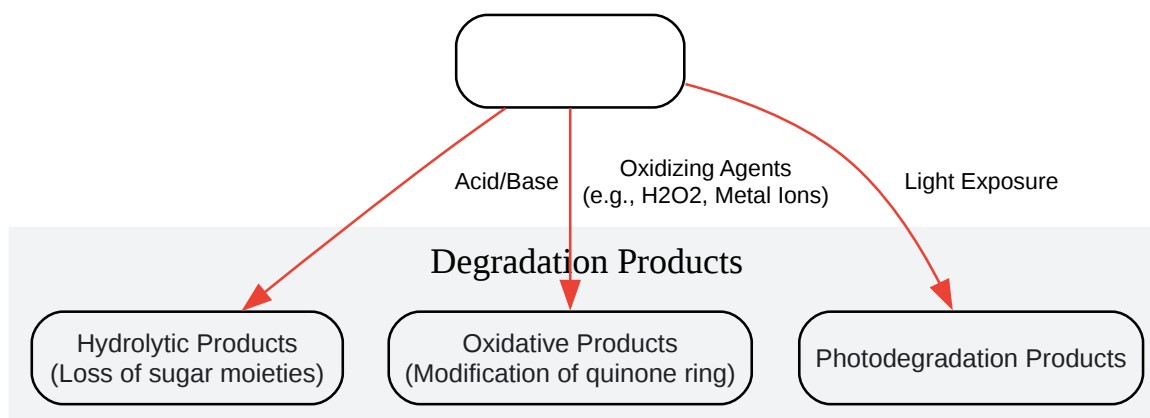 Acid/Base
Oxidizing Agents
(e.g., H2O2, Metal Ions)
Light Exposure
Degradation Products
Hydrolytic Products
(Loss of sugar moieties)
Oxidative Products
(Modification of quinone ring)
Photodegradation Products